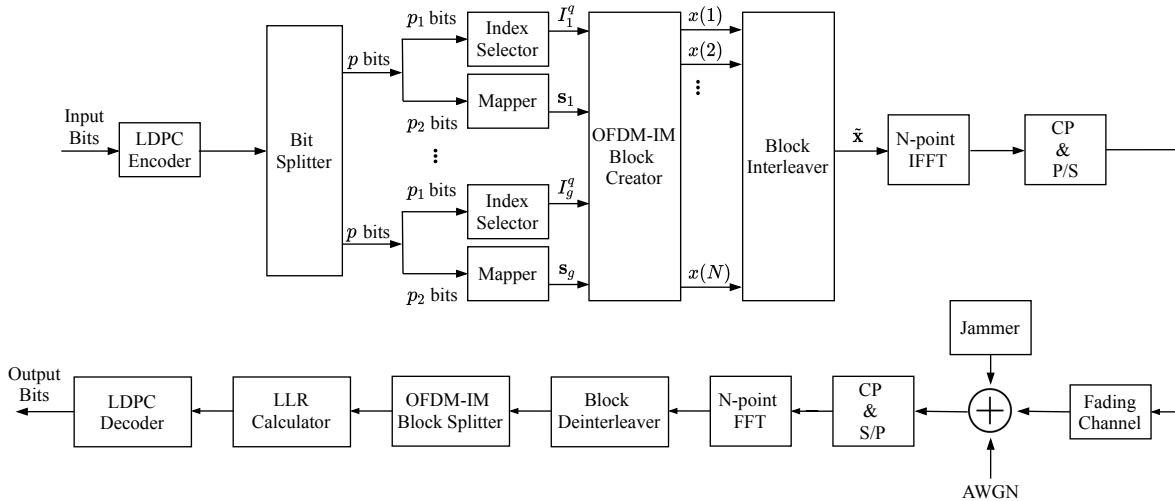 Input
Bits
LDPC
Encoder
Bit
Splitter
p bits
p₁ bits
Index
Selector
I₁^q
Mapper
p₂ bits
s₁
⋮
p bits
p₁ bits
Index
Selector
I_g^q
Mapper
p₂ bits
s_g
OFDM-IM
Block
Creator
x(1)
x(2)
⋮
x(N)
Block
Interleaver
x̃
N-point
IFFT
CP
&
P/S
Jammer
Fading
Channel
AWGN
CP
&
S/P
N-point
FFT
Block
Deinterleaver
OFDM-IM
Block Splitter
LLR
Calculator
LDPC
Decoder
Output
Bits